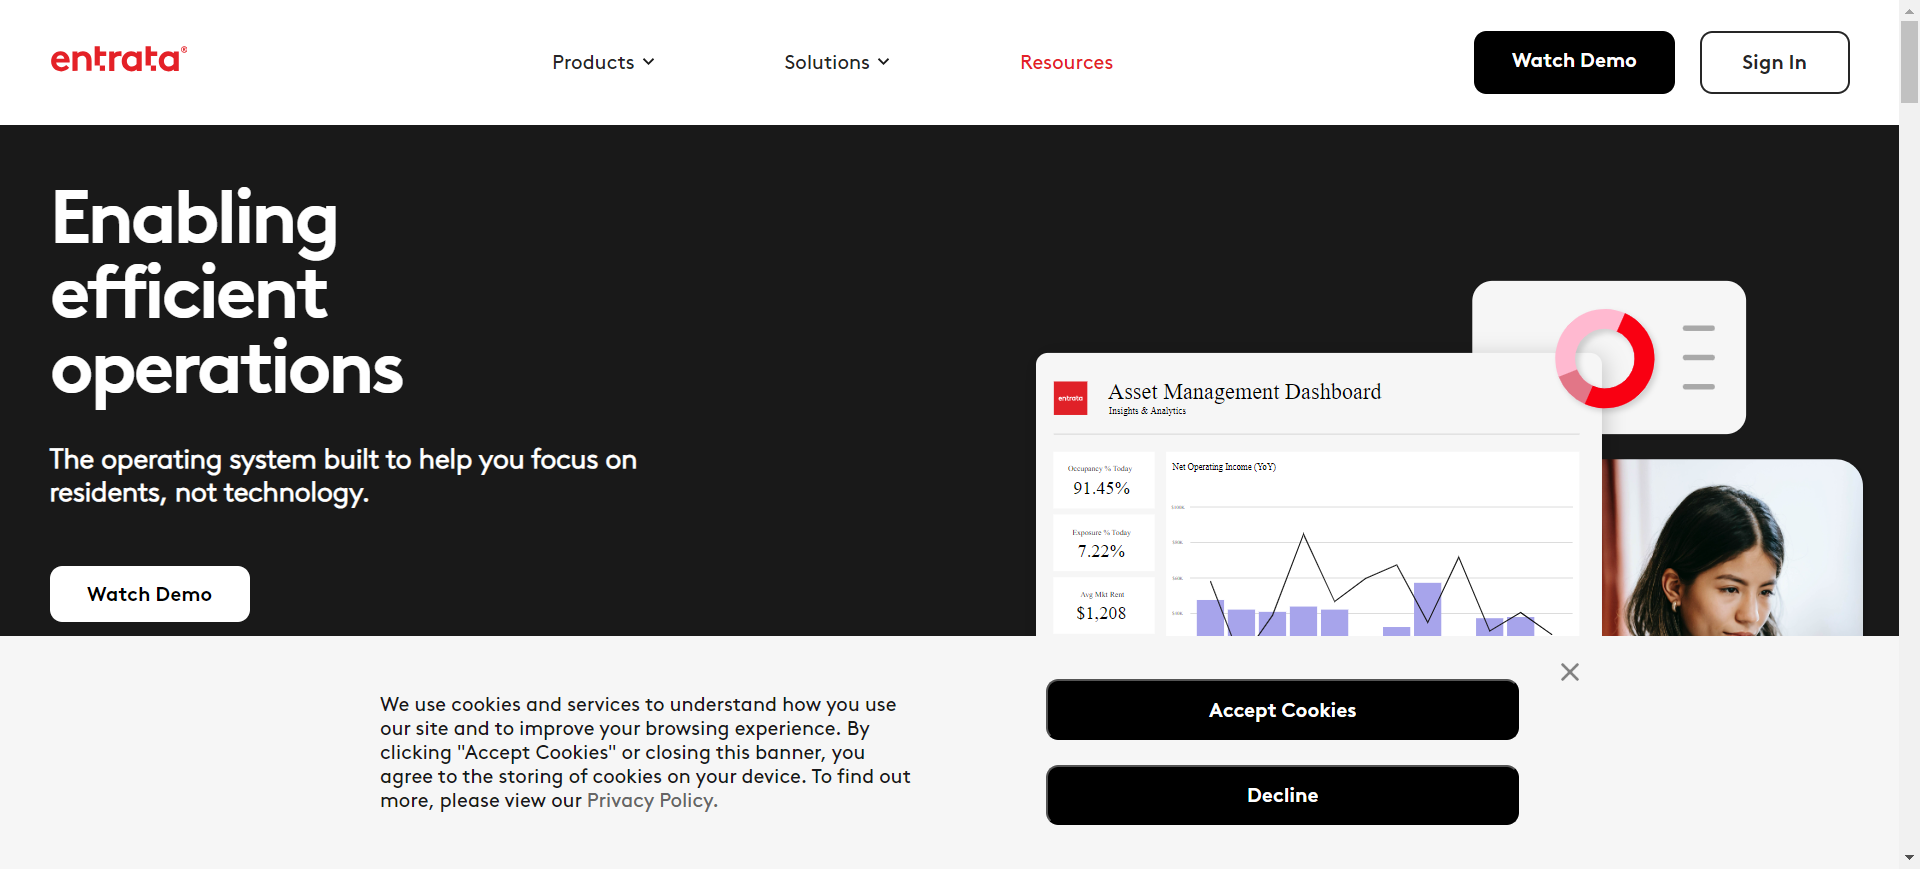 entrata®
Products
Solutions
Resources
Watch Demo
Sign In
Enabling
efficient
operations
The operating system built to help you focus on
residents, not technology.
Watch Demo
entrata
Asset Management Dashboard
Insights & Analytics
Occupancy % Today
91.45%
Exposure % Today
7.22%
Avg Mkt Rent
$1,208
Net Operating Income (YoY)
We use cookies and services to understand how you use
our site and to improve your browsing experience. By
clicking "Accept Cookies" or closing this banner, you
agree to the storing of cookies on your device. To find out
more, please view our Privacy Policy.
Accept Cookies
Decline